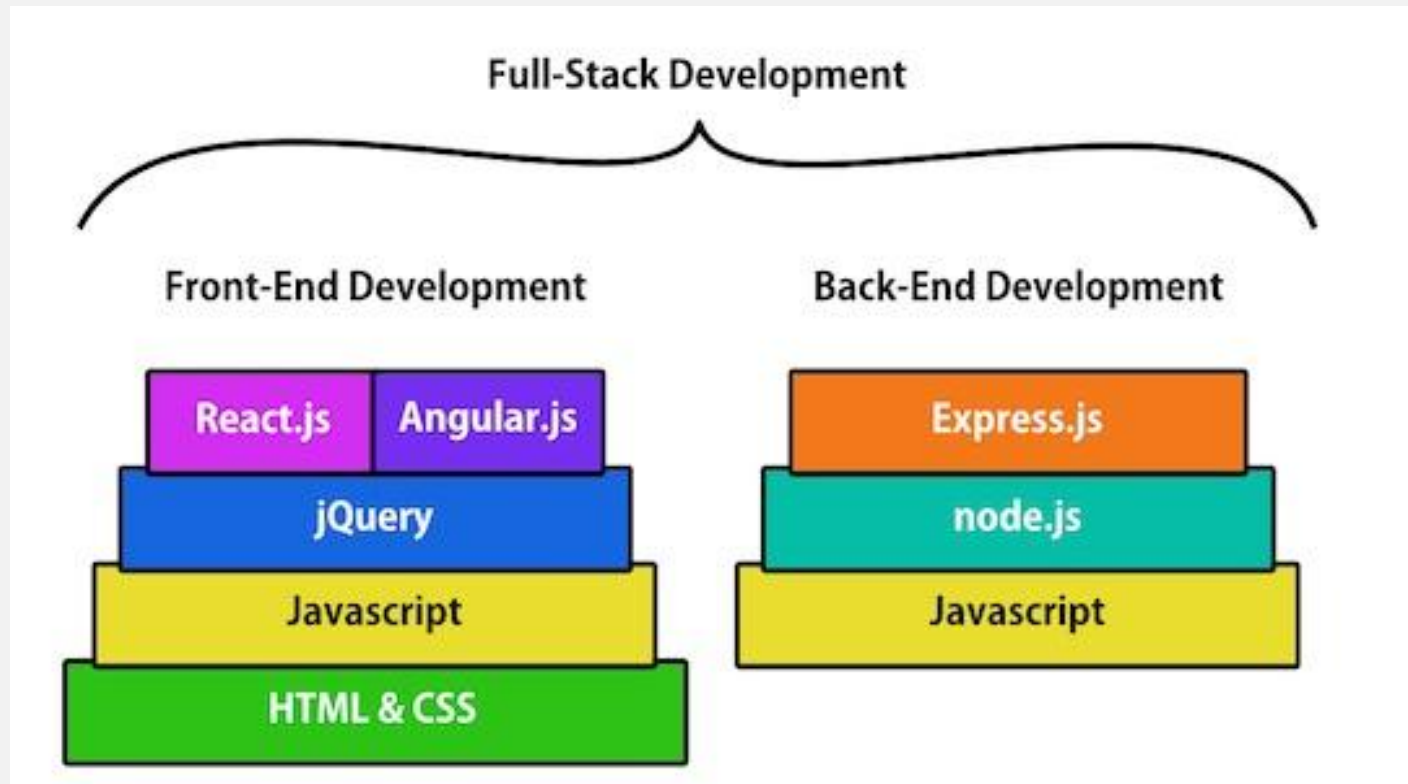 Full-Stack Development
Front-End Development
Back-End Development
React.js
Angular.js
jQuery
Javascript
HTML & CSS
Express.js
node.js
Javascript